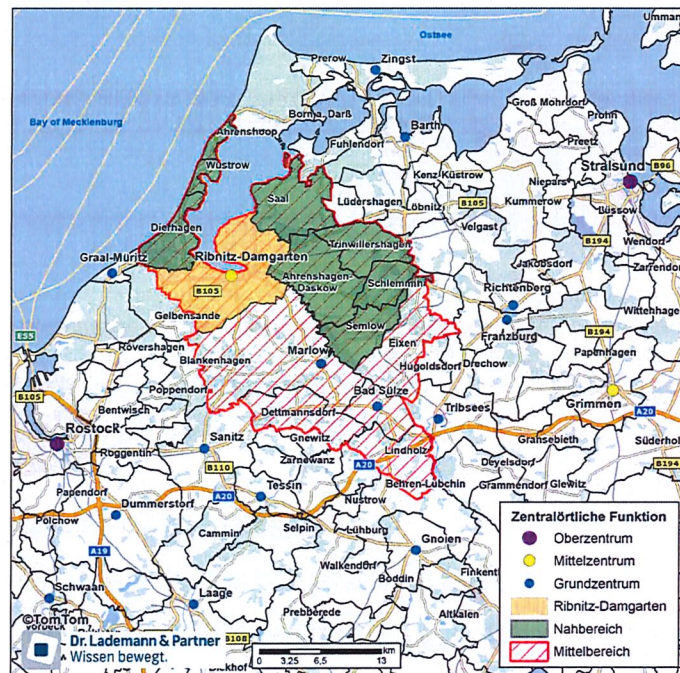 Ostsee
Ummanz
Prerow
Zingst
Groß Mohrdorf
Prohn
Born a. Darß
Bay of Mecklenburg
Ahrenshoop
Barth
Preetz
Fuhlendorf
Stralsund
B96
Wustrow
Kenz-Küstrow
Niepars
Saal
Lüdershagen
Löbnitz
B105
Kummerow
Lüssow
Dierhagen
Velgast
B194
Wendorf
Graal-Müritz
Ribnitz-Damgarten
Trinwillershagen
Jakobsdorf
Zarrendorf
Ahrenshagen-
Daskow
Schlemmin
Richtenberg
B105
Wittenhagen
Gelbensande
Semlow
Franzburg
B194
E55
Rövershagen
Eixen
Papenhagen
Blankenhagen
Marlow
Hugoldsdorf
Drechow
B105
Poppendorf
Bad Sülze
Grimmen
Bentwisch
Dettmannsdorf
Tribsees
A20
Rostock
Sanitz
Gnewitz
Gransebieth
Süderholz
Roggentin
Zarnewanz
Lindholz
B110
A20
Deyelsdorf
B194
Papendorf
A20
Tessin
Behren-Lübchin
Grammendorf
Glewitz
Polchow
Dummerstorf
Nustrow
A19
Cammin
Selpin
Lühburg
Gnoien
Walkendorf
Finkenthal
Schwaan
Laage
Boddin
Prebberede
Altkalen
©TomTom
B108
Dr. Lademann & Partner
Wissen bewegt.
km
0 3,25 6,5 13
Zentralörtliche Funktion
Oberzentrum
Mittelzentrum
Grundzentrum
Ribnitz-Damgarten
Nahbereich
Mittelbereich